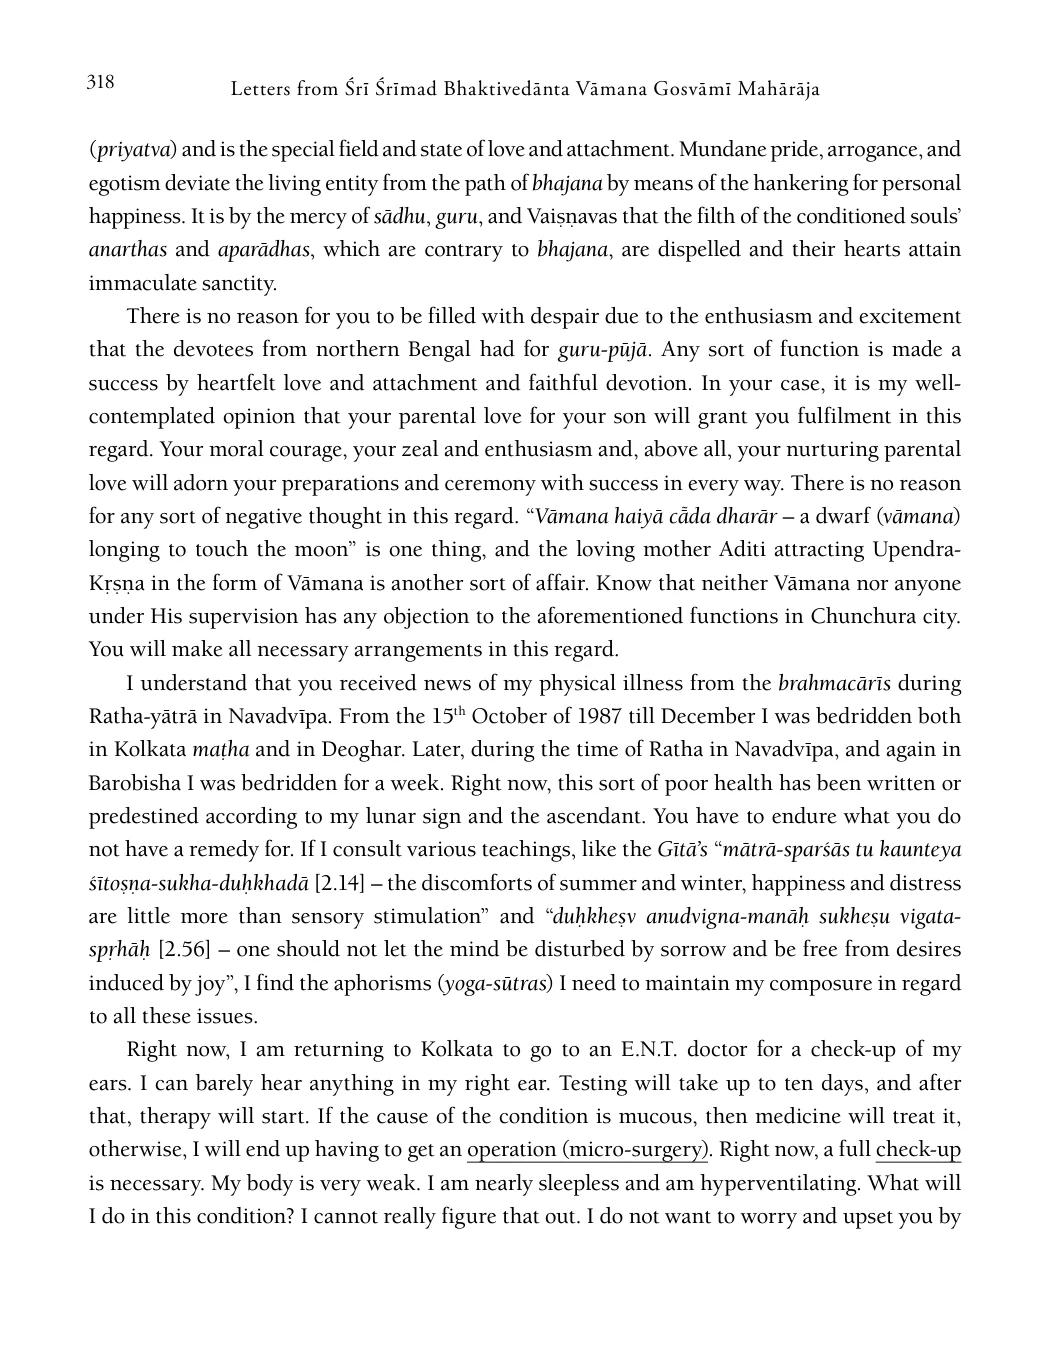 318
Letters from Śrī Śrīmad Bhaktivedānta Vāmana Gosvāmī Mahārāja
(priyatva) and is the special field and state of love and attachment. Mundane pride, arrogance, and
egotism deviate the living entity from the path of bhajana by means of the hankering for personal
happiness. It is by the mercy of sādhu, guru, and Vaiṣṇavas that the filth of the conditioned souls’
anarthas and aparādhas, which are contrary to bhajana, are dispelled and their hearts attain
immaculate sanctity.
There is no reason for you to be filled with despair due to the enthusiasm and excitement
that the devotees from northern Bengal had for guru-pūjā. Any sort of function is made a
success by heartfelt love and attachment and faithful devotion. In your case, it is my well-
contemplated opinion that your parental love for your son will grant you fulfilment in this
regard. Your moral courage, your zeal and enthusiasm and, above all, your nurturing parental
love will adorn your preparations and ceremony with success in every way. There is no reason
for any sort of negative thought in this regard. “Vāmana haiyā cā̐da dharār – a dwarf (vāmana)
longing to touch the moon” is one thing, and the loving mother Aditi attracting Upendra-
Kṛṣṇa in the form of Vāmana is another sort of affair. Know that neither Vāmana nor anyone
under His supervision has any objection to the aforementioned functions in Chunchura city.
You will make all necessary arrangements in this regard.
I understand that you received news of my physical illness from the brahmacārīs during
Ratha-yātrā in Navadvīpa. From the 15th October of 1987 till December I was bedridden both
in Kolkata maṭha and in Deoghar. Later, during the time of Ratha in Navadvīpa, and again in
Barobisha I was bedridden for a week. Right now, this sort of poor health has been written or
predestined according to my lunar sign and the ascendant. You have to endure what you do
not have a remedy for. If I consult various teachings, like the Gītā’s “mātrā-sparśās tu kaunteya
śītoṣṇa-sukha-duḥkhadā [2.14] – the discomforts of summer and winter, happiness and distress
are little more than sensory stimulation” and “duḥkheṣv anudvigna-manāḥ sukheṣu vigata-
spṛhāḥ [2.56] – one should not let the mind be disturbed by sorrow and be free from desires
induced by joy”, I find the aphorisms (yoga-sūtras) I need to maintain my composure in regard
to all these issues.
Right now, I am returning to Kolkata to go to an E.N.T. doctor for a check-up of my
ears. I can barely hear anything in my right ear. Testing will take up to ten days, and after
that, therapy will start. If the cause of the condition is mucous, then medicine will treat it,
otherwise, I will end up having to get an operation (micro-surgery). Right now, a full check-up
is necessary. My body is very weak. I am nearly sleepless and am hyperventilating. What will
I do in this condition? I cannot really figure that out. I do not want to worry and upset you by